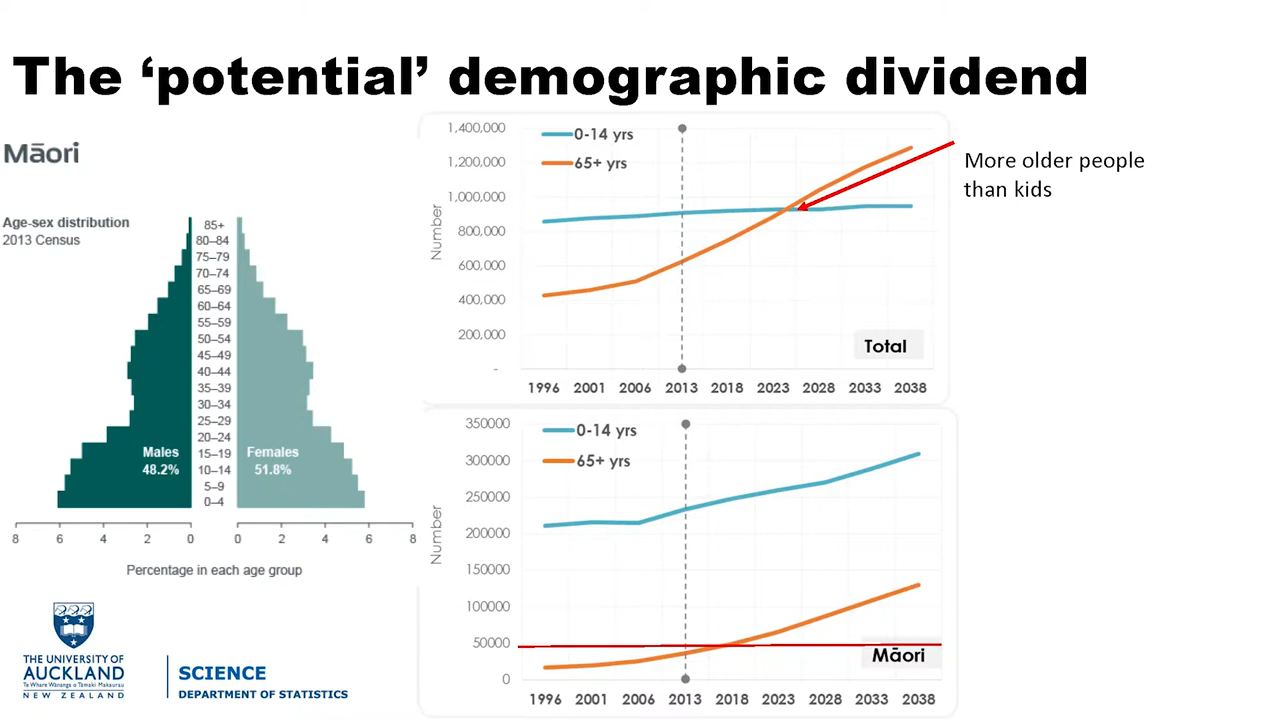 The ‘potential’ demographic dividend
Māori
Age-sex distribution
2013 Census
85+
80–84
75–79
70–74
65–69
60–64
55–59
50–54
45–49
40–44
35–39
30–34
25–29
20–24
15–19
10–14
5–9
0–4
Males
48.2%
Females
51.8%
8 6 4 2 0 0 2 4 6 8
Percentage in each age group
1,400,000
1,200,000
1,000,000
800,000
600,000
400,000
200,000
-
Number
0-14 yrs
65+ yrs
Total
1996 2001 2006 2013 2018 2023 2028 2033 2038
More older people
than kids
350000
300000
250000
200000
150000
100000
50000
0
Number
0-14 yrs
65+ yrs
Māori
1996 2001 2006 2013 2018 2023 2028 2033 2038
THE UNIVERSITY OF
AUCKLAND
Te Whare Wānanga o Tāmaki Makaurau
NEW ZEALAND
SCIENCE
DEPARTMENT OF STATISTICS